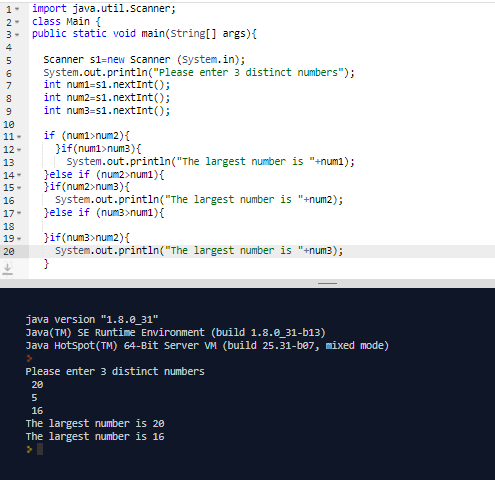 1 import java.util.Scanner;
2 class Main {
3 public static void main(String[] args){
4
5 Scanner s1=new Scanner (System.in);
6 System.out.println("Please enter 3 distinct numbers");
7 int num1=s1.nextInt();
8 int num2=s1.nextInt();
9 int num3=s1.nextInt();
10
11 if (num1>num2){
12 }if(num1>num3){
13 System.out.println("The largest number is "+num1);
14 }else if (num2>num1){
15 }if(num2>num3){
16 System.out.println("The largest number is "+num2);
17 }else if (num3>num1){
18
19 }if(num3>num2){
20 System.out.println("The largest number is "+num3);
}
java version "1.8.0_31"
Java(TM) SE Runtime Environment (build 1.8.0_31-b13)
Java HotSpot(TM) 64-Bit Server VM (build 25.31-b07, mixed mode)
>
Please enter 3 distinct numbers
20
5
16
The largest number is 20
The largest number is 16
>